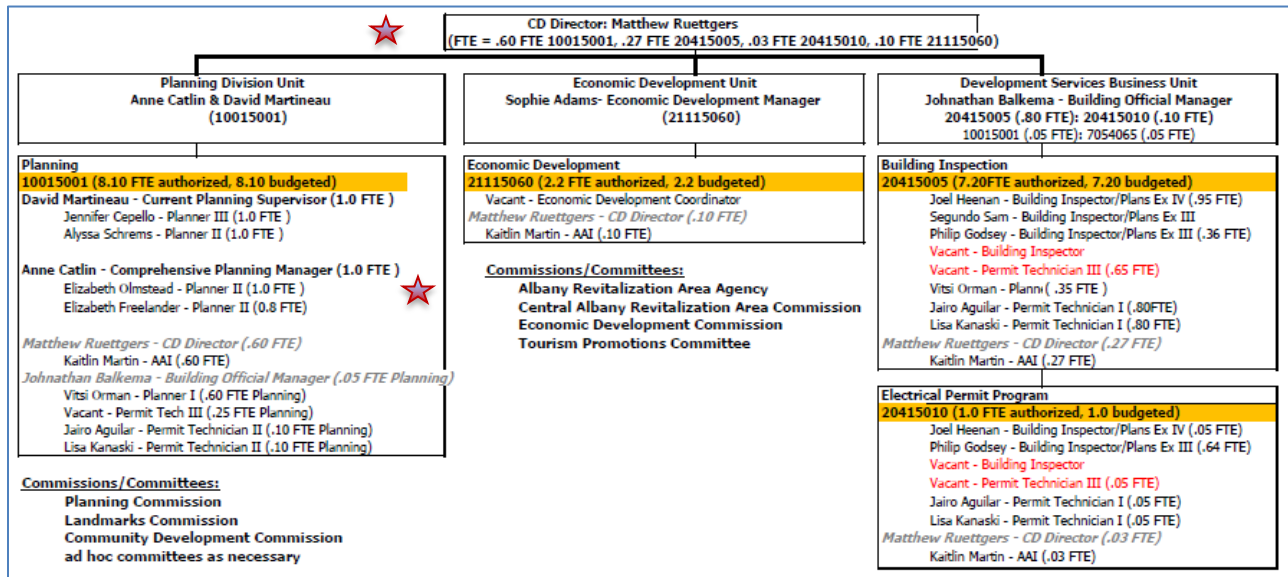 CD Director: Matthew Ruettgers
(FTE = .60 FTE 10015001, .27 FTE 20415005, .03 FTE 20415010, .10 FTE 21115060)
Planning Division Unit
Anne Catlin & David Martineau
(10015001)
Economic Development Unit
Sophie Adams- Economic Development Manager
(21115060)
Development Services Business Unit
Johnathan Balkema - Building Official Manager
20415005 (.80 FTE): 20415010 (.10 FTE)
10015001 (.05 FTE): 7054065 (.05 FTE)
Planning
10015001 (8.10 FTE authorized, 8.10 budgeted)
David Martineau - Current Planning Supervisor (1.0 FTE )
Jennifer Cepello - Planner III (1.0 FTE )
Alyssa Schrems - Planner II (1.0 FTE )
Anne Catlin - Comprehensive Planning Manager (1.0 FTE )
Elizabeth Olmstead - Planner II (1.0 FTE )
Elizabeth Freelander - Planner II (0.8 FTE )
Matthew Ruettgers - CD Director (.60 FTE)
Kaitlin Martin - AAI (.60 FTE)
Johnathan Balkema - Building Official Manager (.05 FTE Planning)
Vitsi Orman - Planner I (.60 FTE Planning)
Vacant - Permit Tech III (.25 FTE Planning)
Jairo Aguilar - Permit Technician II (.10 FTE Planning)
Lisa Kanaski - Permit Technician II (.10 FTE Planning)
Commissions/Committees:
Planning Commission
Landmarks Commission
Community Development Commission
ad hoc committees as necessary
Economic Development
21115060 (2.2 FTE authorized, 2.2 budgeted)
Vacant - Economic Development Coordinator
Matthew Ruettgers - CD Director (.10 FTE)
Kaitlin Martin - AAI (.10 FTE)
Commissions/Committees:
Albany Revitalization Area Agency
Central Albany Revitalization Area Commission
Economic Development Commission
Tourism Promotions Committee
Building Inspection
20415005 (7.20FTE authorized, 7.20 budgeted)
Joel Heenan - Building Inspector/Plans Ex IV (.95 FTE)
Segundo Sam - Building Inspector/Plans Ex III
Philip Godsey - Building Inspector/Plans Ex III (.36 FTE)
Vacant - Building Inspector
Vacant - Permit Technician III (.65 FTE)
Vitsi Orman - Plann( .35 FTE )
Jairo Aguilar - Permit Technician I (.80FTE)
Lisa Kanaski - Permit Technician I (.80 FTE)
Matthew Ruettgers - CD Director (.27 FTE)
Kaitlin Martin - AAI (.27 FTE)
Electrical Permit Program
20415010 (1.0 FTE authorized, 1.0 budgeted)
Joel Heenan - Building Inspector/Plans Ex IV (.05 FTE)
Philip Godsey - Building Inspector/Plans Ex III (.64 FTE)
Vacant - Building Inspector
Vacant - Permit Technician III (.05 FTE)
Jairo Aguilar - Permit Technician I (.05 FTE)
Lisa Kanaski - Permit Technician I (.05 FTE)
Matthew Ruettgers - CD Director (.03 FTE)
Kaitlin Martin - AAI (.03 FTE)